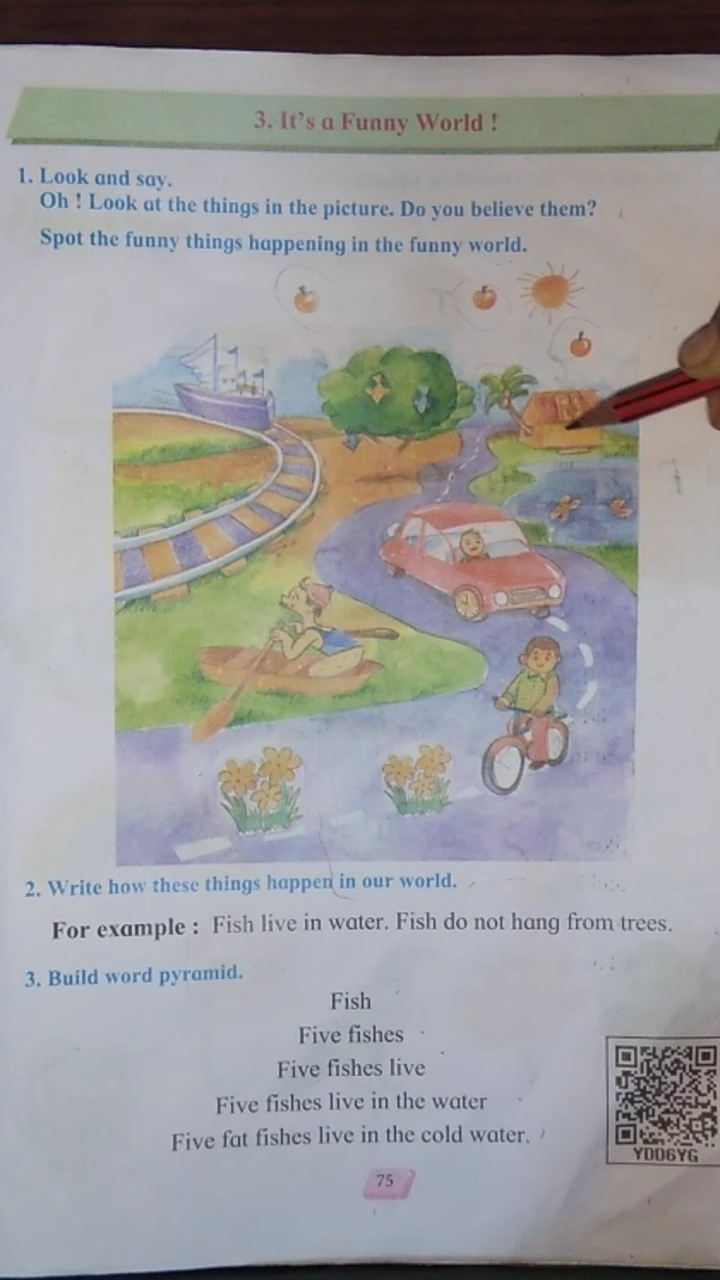 3. It's a Funny World !
1. Look and say.
Oh ! Look at the things in the picture. Do you believe them?
Spot the funny things happening in the funny world.
2. Write how these things happen in our world.
For example : Fish live in water. Fish do not hang from trees.
3. Build word pyramid.
Fish
Five fishes
Five fishes live
Five fishes live in the water
Five fat fishes live in the cold water.
YDD6YG
75